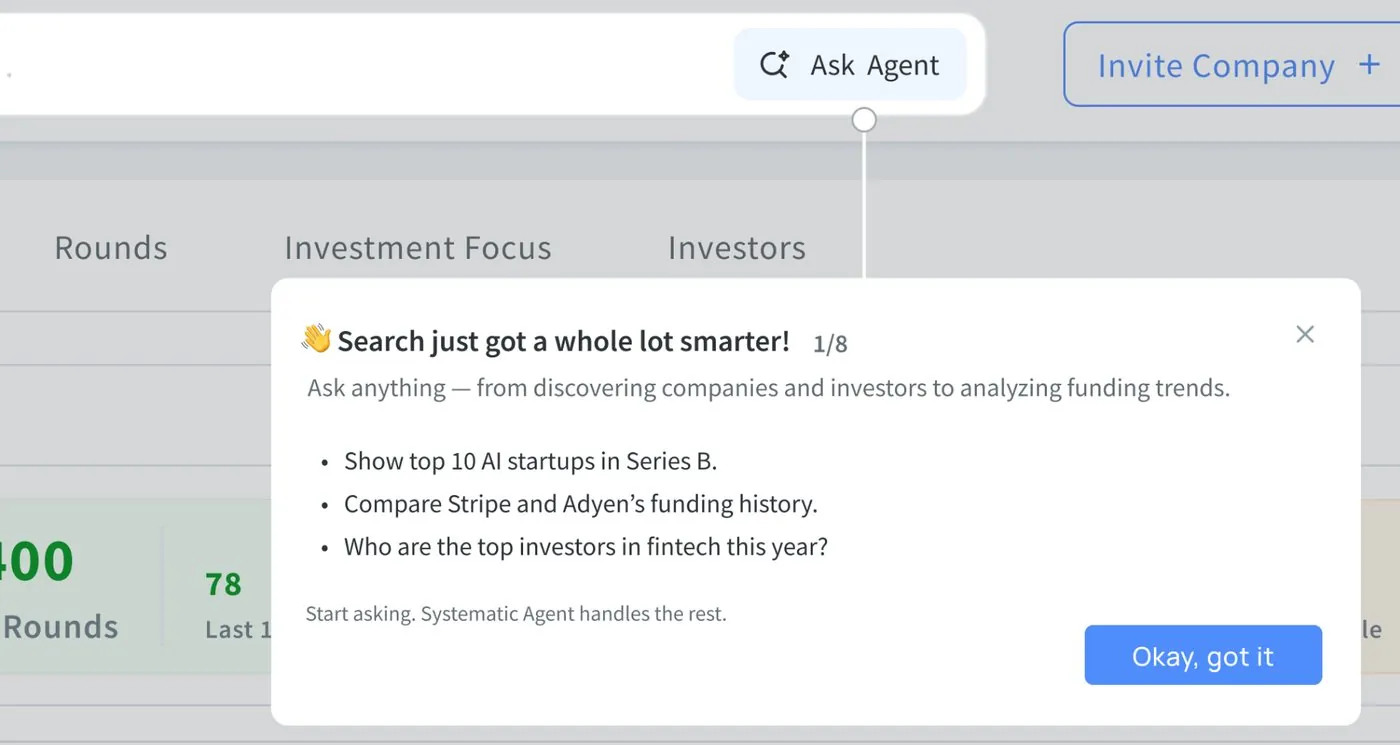 Ask Agent
Invite Company +
Rounds
Investment Focus
Investors
👋 Search just got a whole lot smarter! 1/8
Ask anything — from discovering companies and investors to analyzing funding trends.
• Show top 10 AI startups in Series B.
• Compare Stripe and Adyen’s funding history.
• Who are the top investors in fintech this year?
Start asking. Systematic Agent handles the rest.
Okay, got it
400
Rounds
78
Last 1
le